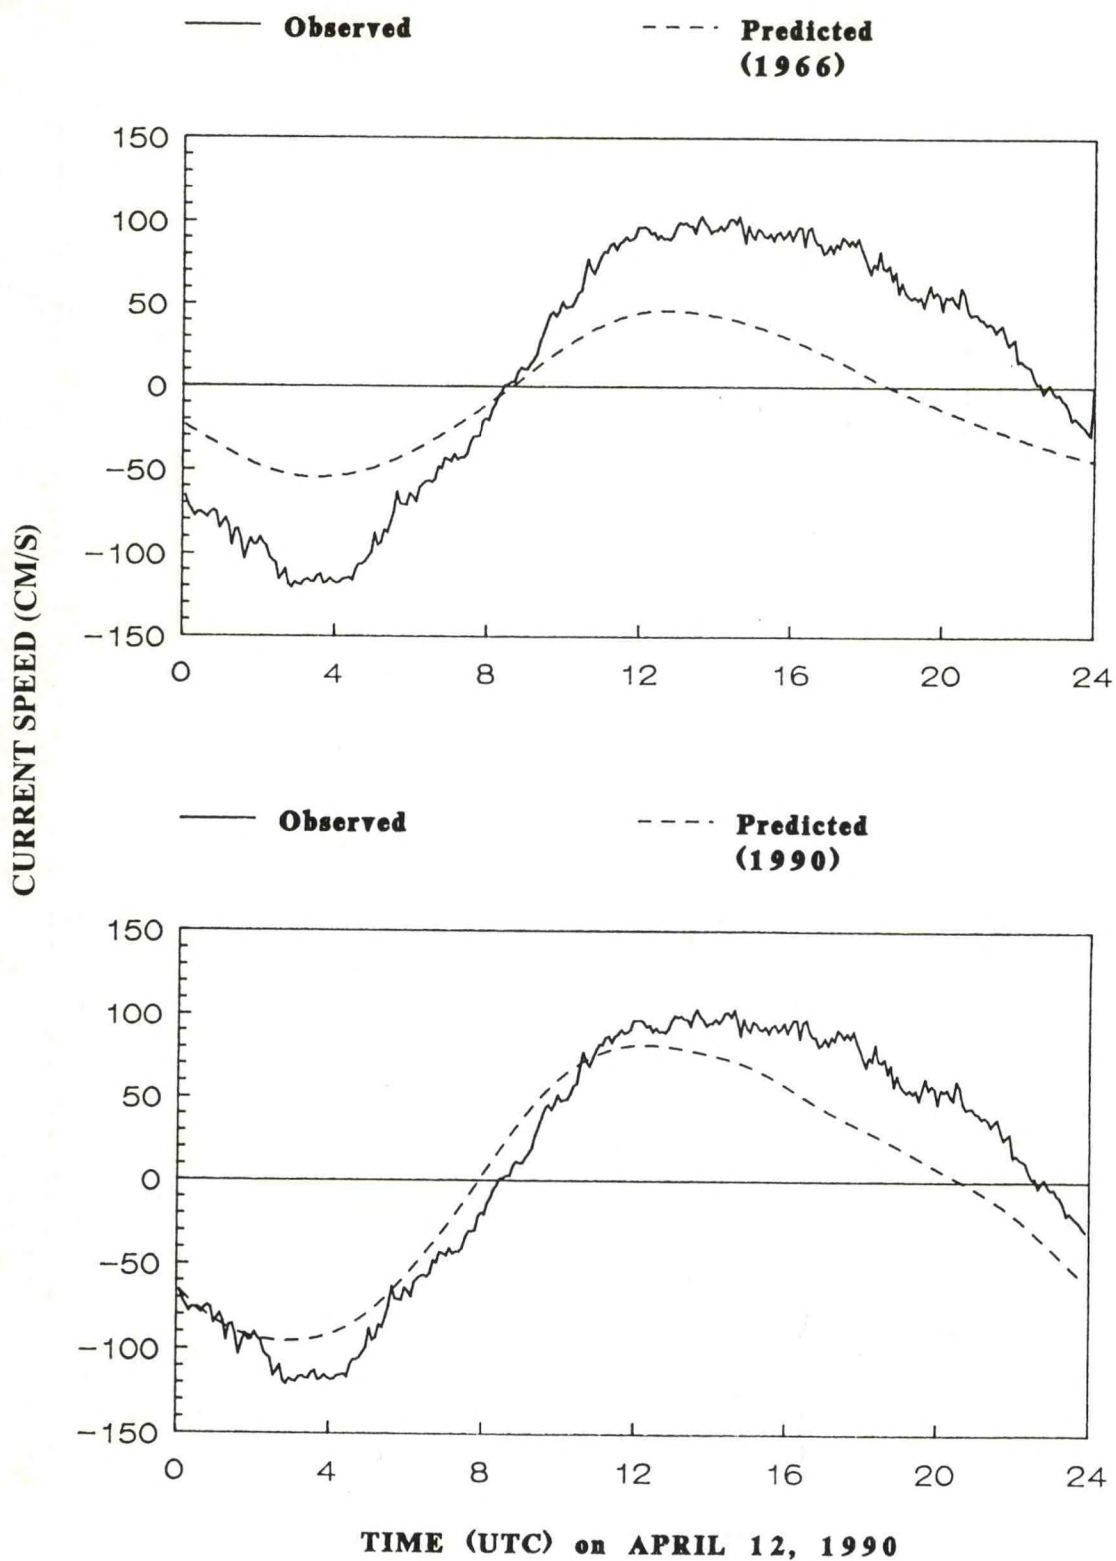 Observed
Predicted
(1966)
150
100
50
0
−50
−100
−150
0 4 8 12 16 20 24
CURRENT SPEED (CM/S)
Observed
Predicted
(1990)
150
100
50
0
−50
−100
−150
0 4 8 12 16 20 24
TIME (UTC) on APRIL 12, 1990